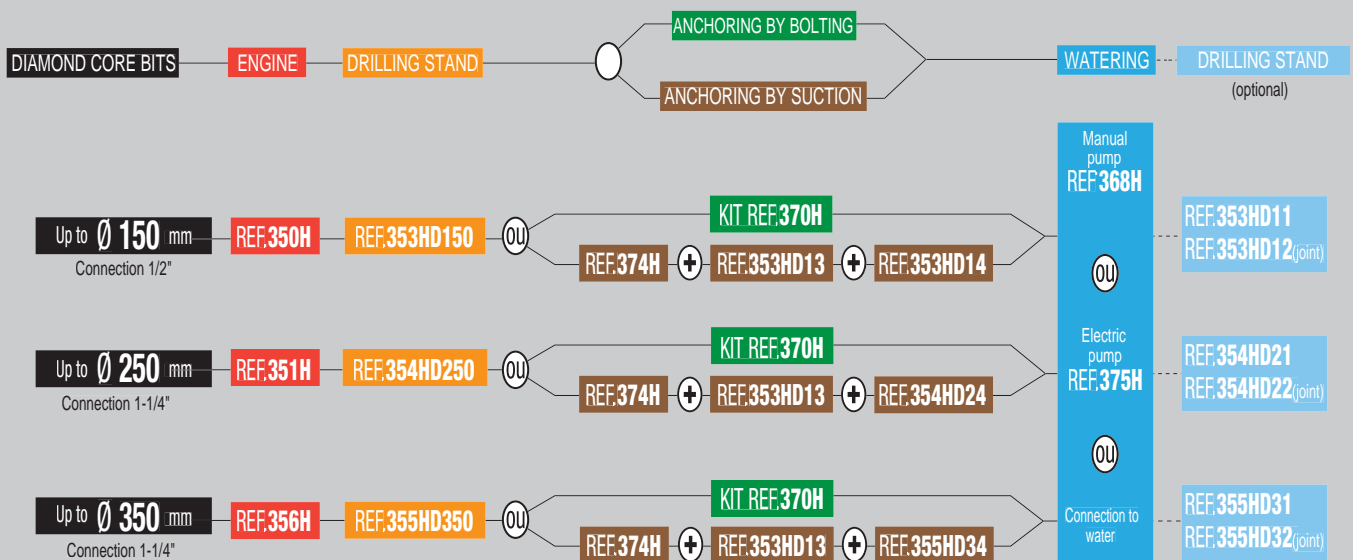 ANCHORING BY BOLTING
DIAMOND CORE BITS ENGINE DRILLING STAND WATERING DRILLING STAND
ANCHORING BY SUCTION (optional)
Manual
pump
REF.368H
KIT REF.370H
Up to Ø 150 mm REF.350H REF.353HD150 ou
Connection 1/2"
REF.374H + REF.353HD13 + REF.353HD14
REF.353HD11
REF.353HD12(joint)
ou
KIT REF.370H
Up to Ø 250 mm REF.351H REF.354HD250 ou
Connection 1-1/4"
REF.374H + REF.353HD13 + REF.354HD24
Electric
pump
REF.375H
REF.354HD21
REF.354HD22(joint)
ou
KIT REF.370H
Up to Ø 350 mm REF.356H REF.355HD350 ou
Connection 1-1/4"
REF.374H + REF.353HD13 + REF.355HD34
Connection to
water
REF.355HD31
REF.355HD32(joint)